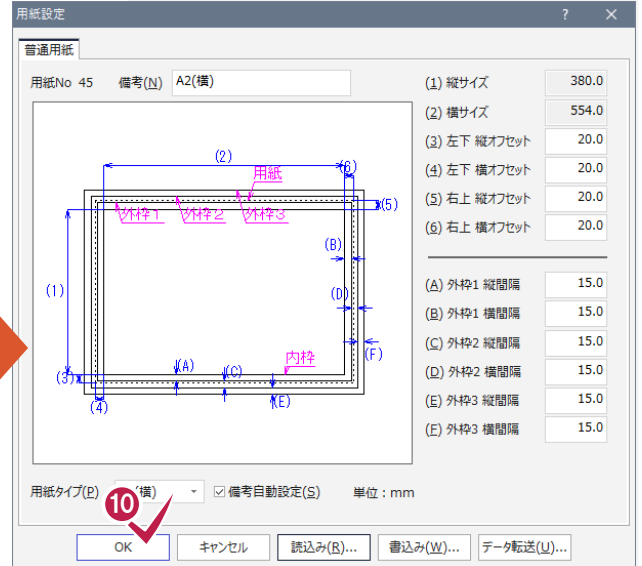 用紙設定 ? ×
普通用紙
用紙No 45 備考(N) A2(横)
(1) 縦サイズ 380.0
(2) 横サイズ 554.0
(3) 左下 縦オフセット 20.0
(4) 左下 横オフセット 20.0
(5) 右上 縦オフセット 20.0
(6) 右上 横オフセット 20.0
(A) 外枠1 縦間隔 15.0
(B) 外枠1 横間隔 15.0
(C) 外枠2 縦間隔 15.0
(D) 外枠2 横間隔 15.0
(E) 外枠3 縦間隔 15.0
(F) 外枠3 横間隔 15.0
(2)
(6)
用紙
(5)
外枠1 外枠2 外枠3
(B)
(1)
(D)
内枠
(F)
(A)
(C)
(3)
(E)
(4)
用紙タイプ(P) (横) 備考自動設定(S) 単位：mm
10
OK キャンセル 読込み(R)... 書込み(W)... データ転送(U)...